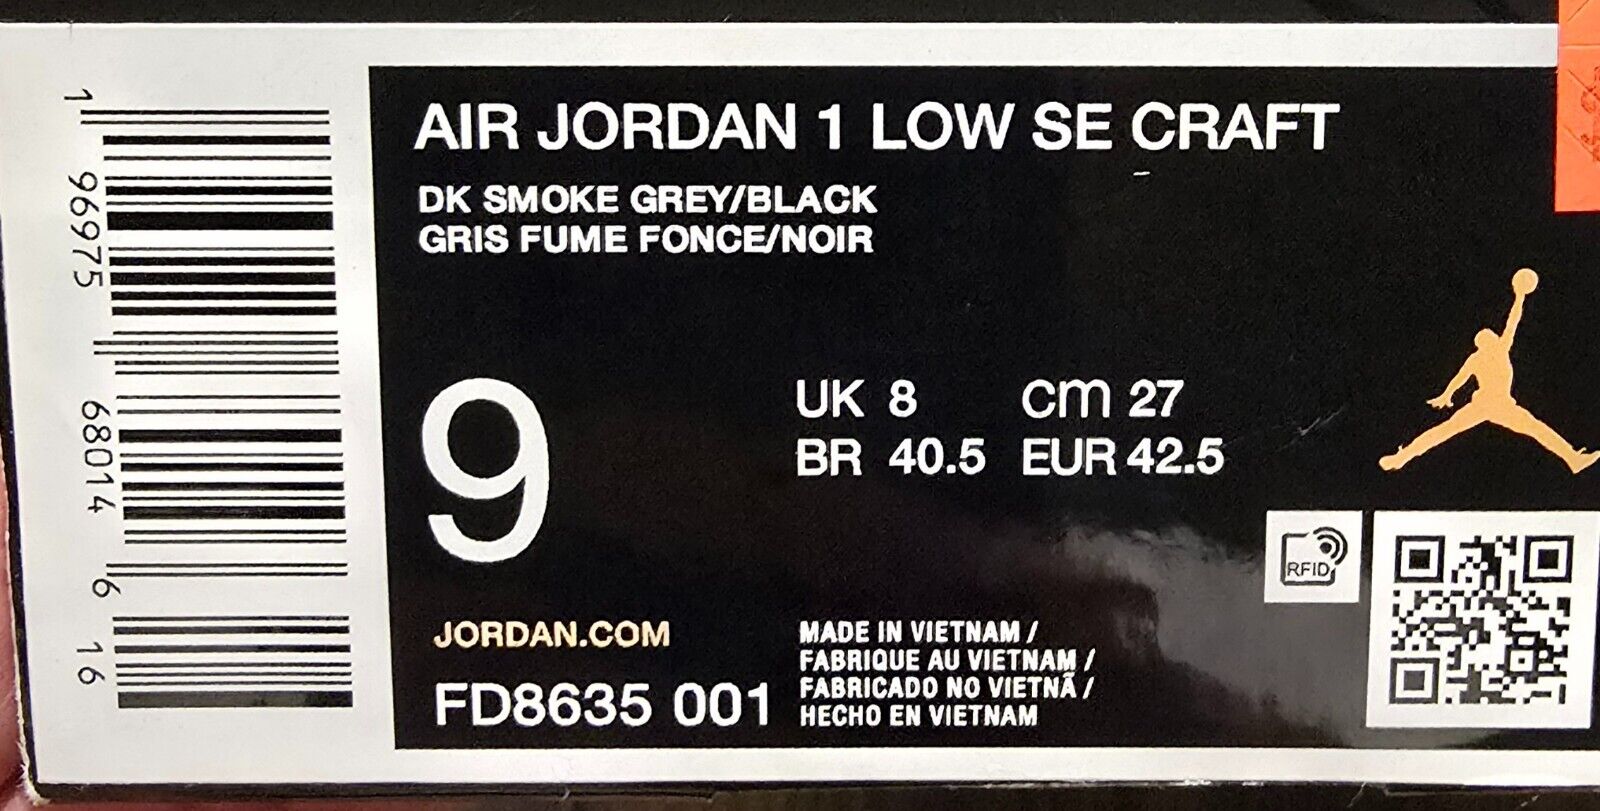 AIR JORDAN 1 LOW SE CRAFT
DK SMOKE GREY/BLACK
GRIS FUME FONCE/NOIR
9
UK 8 CM 27
BR 40.5 EUR 42.5
RFID
JORDAN.COM
FD8635 001
MADE IN VIETNAM /
FABRIQUE AU VIETNAM /
FABRICADO NO VIETNÃ /
HECHO EN VIETNAM
1 96975 68014 6 16